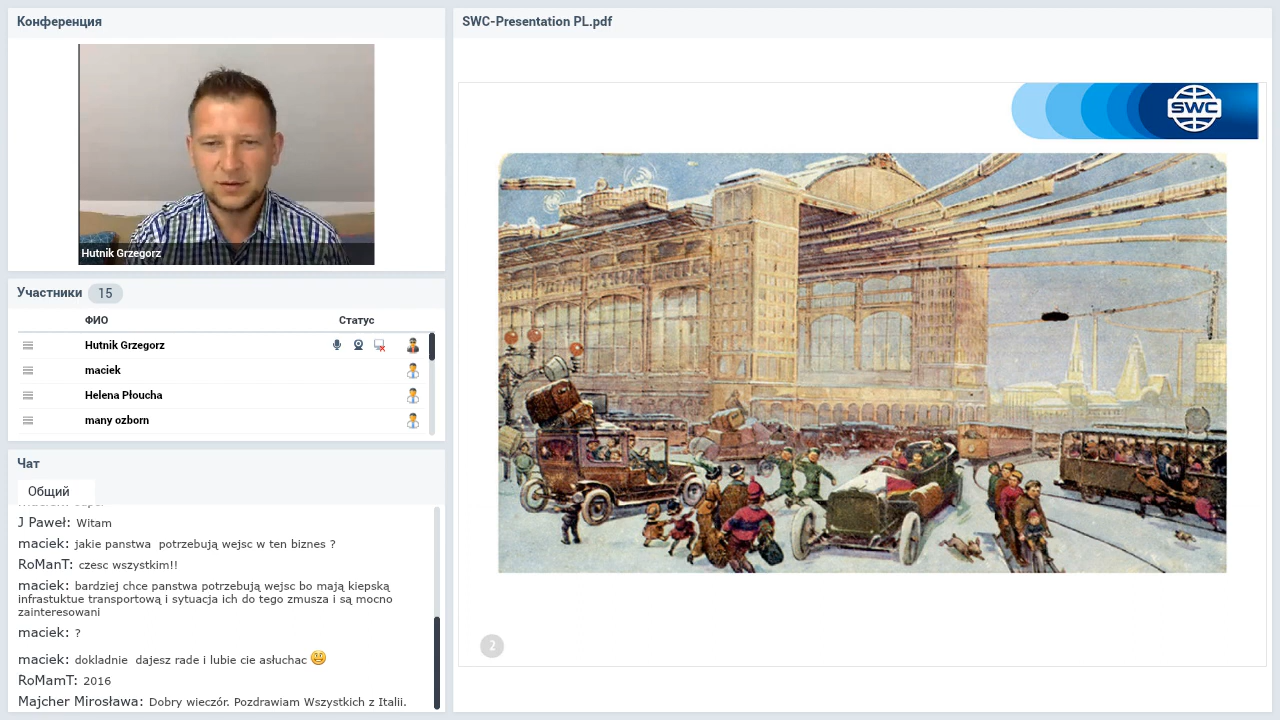 Конференция
Hutnik Grzegorz
Участники 15
ФИО Статус
Hutnik Grzegorz
maciek
Helena Płoucha
many ozborn
Чат
Общий
J Paweł: Witam
maciek: jakie panstwa potrzebują wejsc w ten biznes ?
RoManT: czesc wszystkim!!
maciek: bardziej chce panstwa potrzebują wejsc bo mają kiepską
infrastuktue transportową i sytuacja ich do tego zmusza i są mocno
zainteresowani
maciek: ?
maciek: dokladnie dajesz rade i lubie cie asłuchac
RoMamT: 2016
Majcher Mirosława: Dobry wieczór. Pozdrawiam Wszystkich z Italii.
SWC-Presentation PL.pdf
SWC
2